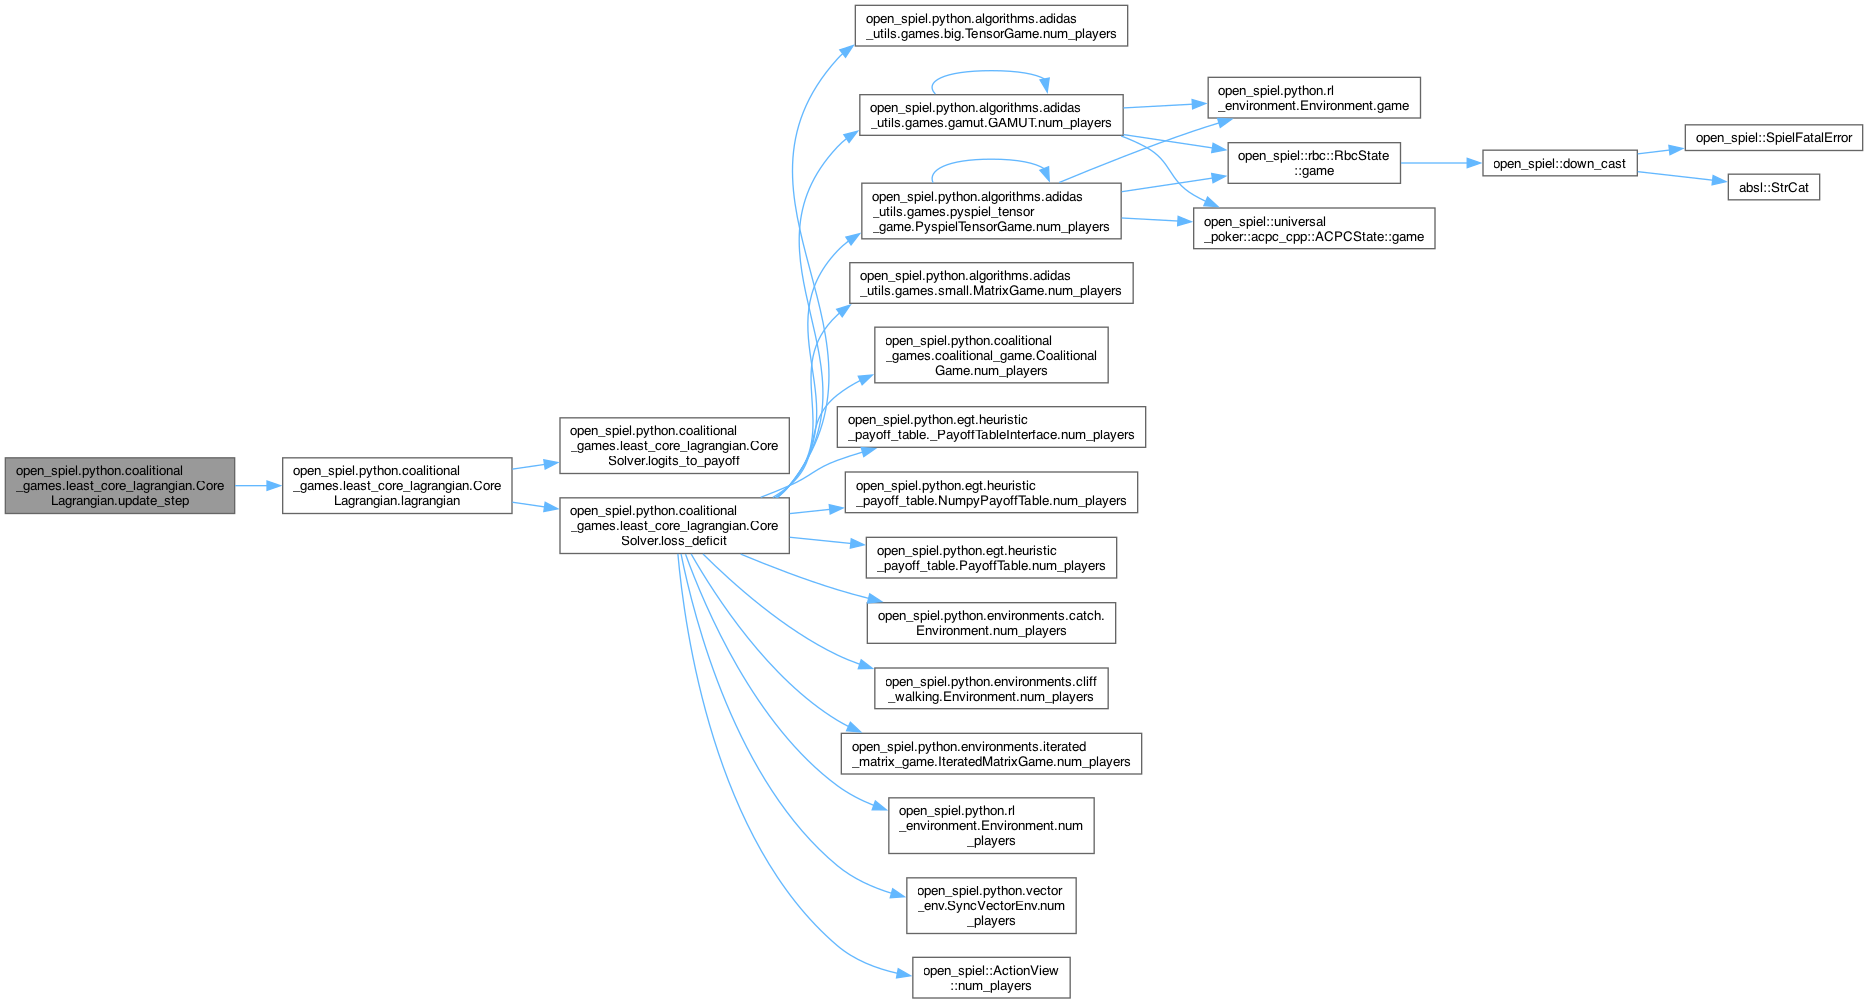 open_spiel.python.coalitional
_games.least_core_lagrangian.Core
Lagrangian.update_step
open_spiel.python.coalitional
_games.least_core_lagrangian.Core
Lagrangian.lagrangian
open_spiel.python.coalitional
_games.least_core_lagrangian.Core
Solver.logits_to_payoff
open_spiel.python.coalitional
_games.least_core_lagrangian.Core
Solver.loss_deficit
open_spiel.python.algorithms.adidas
_utils.games.big.TensorGame.num_players
open_spiel.python.algorithms.adidas
_utils.games.gamut.GAMUT.num_players
open_spiel.python.algorithms.adidas
_utils.games.pyspiel_tensor
_game.PyspielTensorGame.num_players
open_spiel.python.algorithms.adidas
_utils.games.small.MatrixGame.num_players
open_spiel.python.coalitional
_games.coalitional_game.Coalitional
Game.num_players
open_spiel.python.egt.heuristic
_payoff_table._PayoffTableInterface.num_players
open_spiel.python.egt.heuristic
_payoff_table.NumpyPayoffTable.num_players
open_spiel.python.egt.heuristic
_payoff_table.PayoffTable.num_players
open_spiel.python.environments.catch.
Environment.num_players
open_spiel.python.environments.cliff
_walking.Environment.num_players
open_spiel.python.environments.iterated
_matrix_game.IteratedMatrixGame.num_players
open_spiel.python.rl
_environment.Environment.num
_players
open_spiel.python.vector
_env.SyncVectorEnv.num
_players
open_spiel::ActionView
::num_players
open_spiel.python.rl
_environment.Environment.game
open_spiel::rbc::RbcState
::game
open_spiel::universal
_poker::acpc_cpp::ACPCState::game
open_spiel::down_cast
open_spiel::SpielFatalError
absl::StrCat